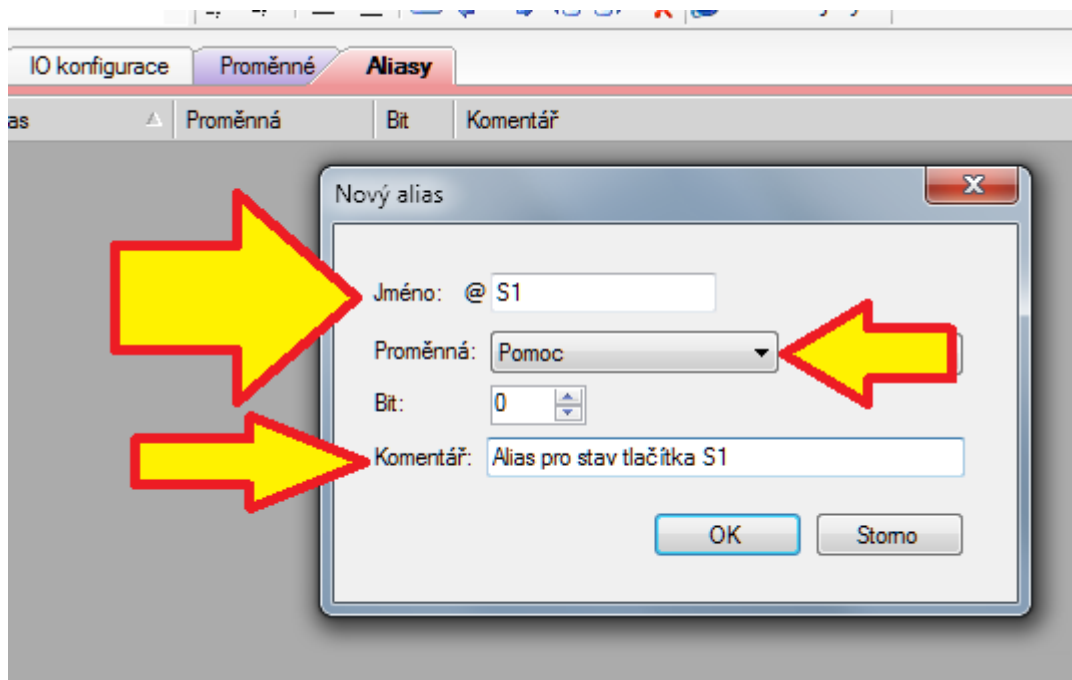 IO konfigurace Proměnné Aliasy
as Proměnná Bit Komentář
Nový alias
Jméno: @ S1
Proměnná: Pomoc
Bit: 0
Komentář: Alias pro stav tlačítka S1
OK Storno